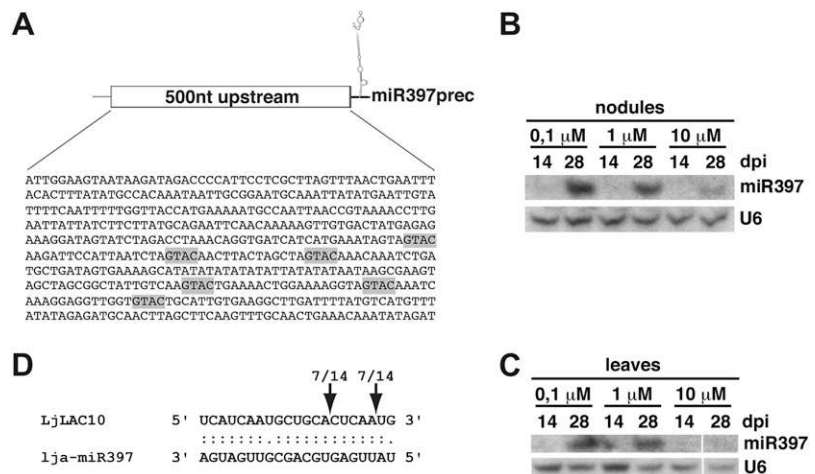 A
500nt upstream
miR397prec
ATTGGAAGTAATAAGATAGACCCCATTCCTCGCTTAGTTTAACTGAATTT
ACACTTTATATGCCACAAATAATTGCGGAATGCAAATTATATGAATTGTA
TTTTCAATTTTTGGTTACCATGAAAAATGCCAATTAACCGTAAAACCTTG
AATTATTATCTTCTTATGCAGAATTCACAAAAAGTTGTGACTATGAGAG
AAAGGATAGTATCTAGACCTAAACAGGTGATCATCATGAAATAGTAGTAC
AAGATTCCATTAATCTAGTACAACTTACTAGCTAGTACAAACAAATCTGA
TGCTGATAGTGAAAAGCATATATATATATATTATATATATAATAAGCGAAGT
AGCTAGCGGCTATTGTCAAGTACTGAAAACTGGAAAAGGTAGTACAAATC
AAAGGAGGTTGGTGTACTGCATTGTGAAGGCTTGATTTTATGTCATGTTT
ATATAGAGATGCAACTTAGCTTCAAGTTTGCAACTGAAACAAATATAGAT
B
nodules
0,1 µM 1 µM 10 µM
14 28 14 28 14 28 dpi
miR397
U6
C
leaves
0,1 µM 1 µM 10 µM
14 28 14 28 14 28 dpi
miR397
U6
D
7/14 7/14
LjLAC10 5' UCAUCAAUGCUGCACUCAAUG 3'
::::::::.::::::::::::.
lja-miR397 3' AGUAGUUGCGACGUGAGUUAU 5'